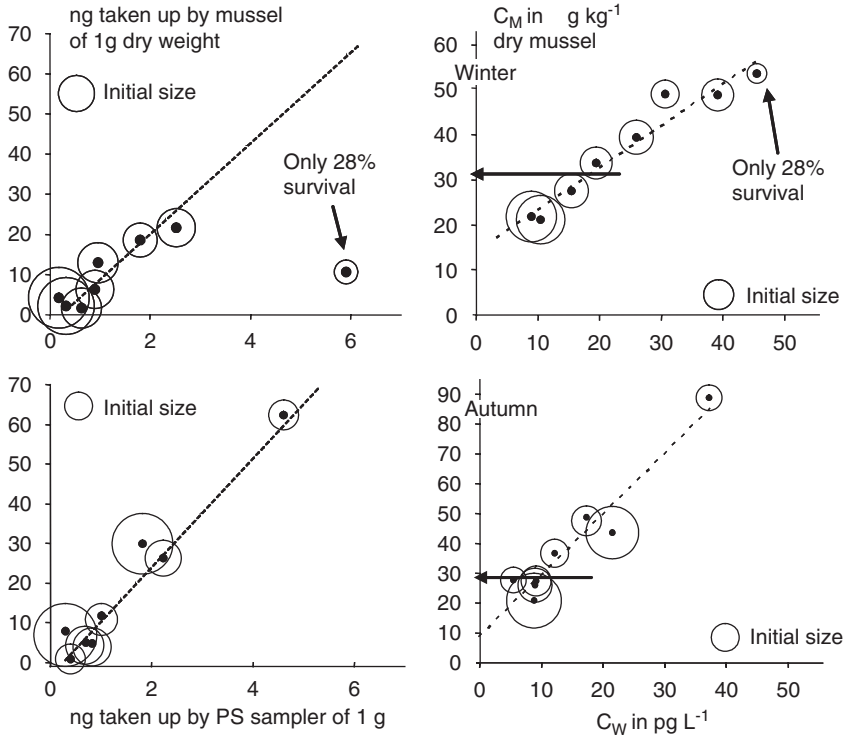 ng taken up by mussel
of 1g dry weight
70
60
50
40
30
20
10
0
Initial size
Only 28%
survival
0 2 4 6
C_M in g kg⁻¹
dry mussel
60
Winter
50
40
30
20
10
0
Only 28%
survival
Initial size
0 10 20 30 40 50
70
60
50
40
30
20
10
0
Initial size
0 2 4 6
ng taken up by PS sampler of 1 g
90
Autumn
80
70
60
50
40
30
20
10
0
Initial size
0 10 20 30 40 50
C_W in pg L⁻¹